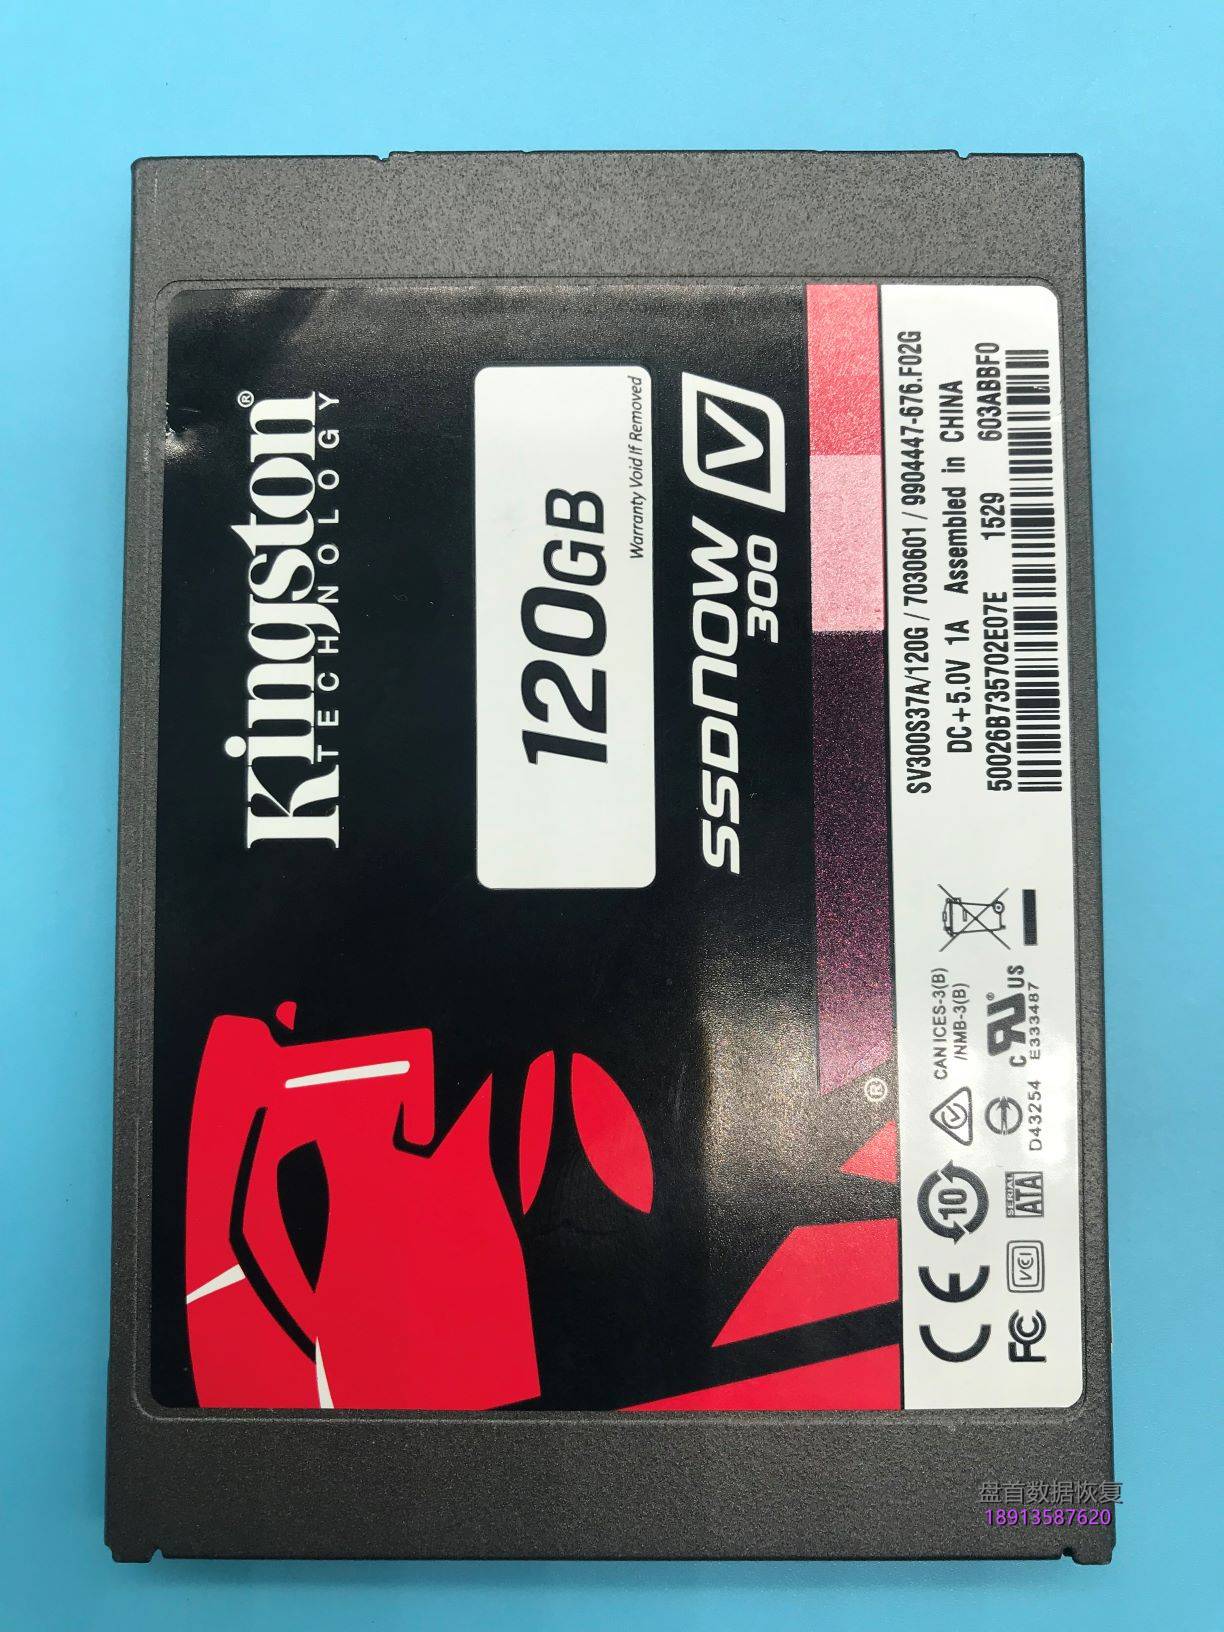 Kingston®
TECHNOLOGY
120GB
Warranty Void If Removed
SSDNOW V
300
SV300S37A/120G / 7030601 / 9904447-676.F02G
DC+5.0V 1A Assembled in CHINA
50026B735702E07E 1529 603ABBF0
®
CAN ICES-3(B)
/NMB-3(B)
CE 10
c RU® US
D43254 E333487
FC VCI SERIAL ATA
盘首数据恢复
18913587620